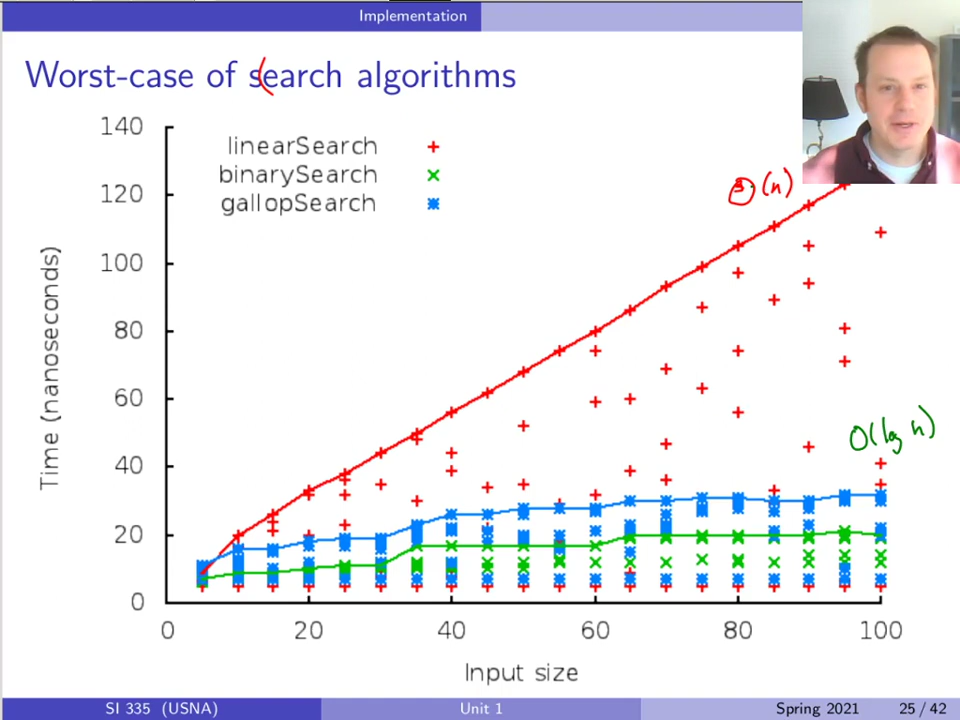 Implementation
Worst-case of search algorithms
140
120
100
80
60
40
20
0
Time (nanoseconds)
linearSearch
binarySearch
gallopSearch
(n)
O(log n)
0 20 40 60 80 100
Input size
SI 335 (USNA) Unit 1 Spring 2021 25 / 42